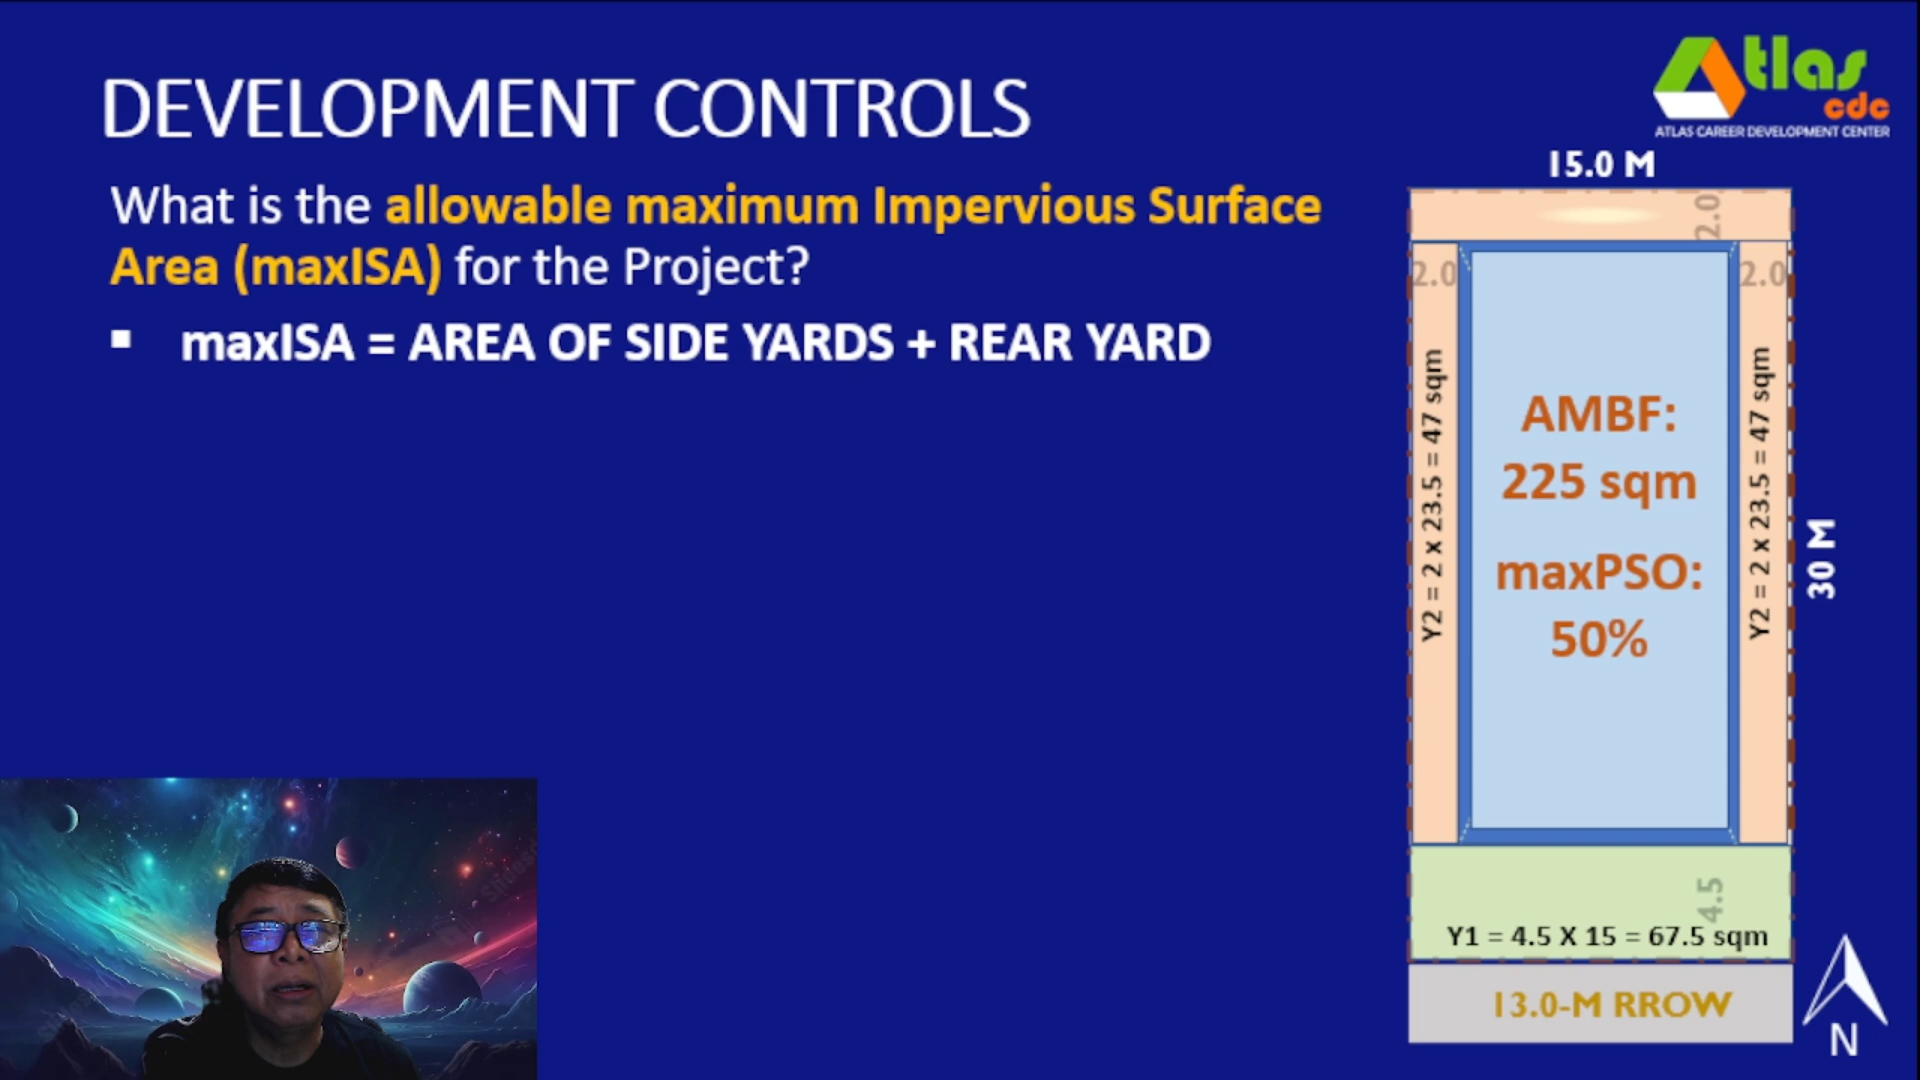 DEVELOPMENT CONTROLS
Atlas
cdc
ATLAS CAREER DEVELOPMENT CENTER
What is the allowable maximum Impervious Surface
Area (maxISA) for the Project?
▪ maxISA = AREA OF SIDE YARDS + REAR YARD
15.0 M
2.0
2.0
2.0
Y2 = 2 x 23.5 = 47 sqm
AMBF:
225 sqm
maxPSO:
50%
Y2 = 2 x 23.5 = 47 sqm
30 M
4.5
Y1 = 4.5 X 15 = 67.5 sqm
13.0-M RROW
N